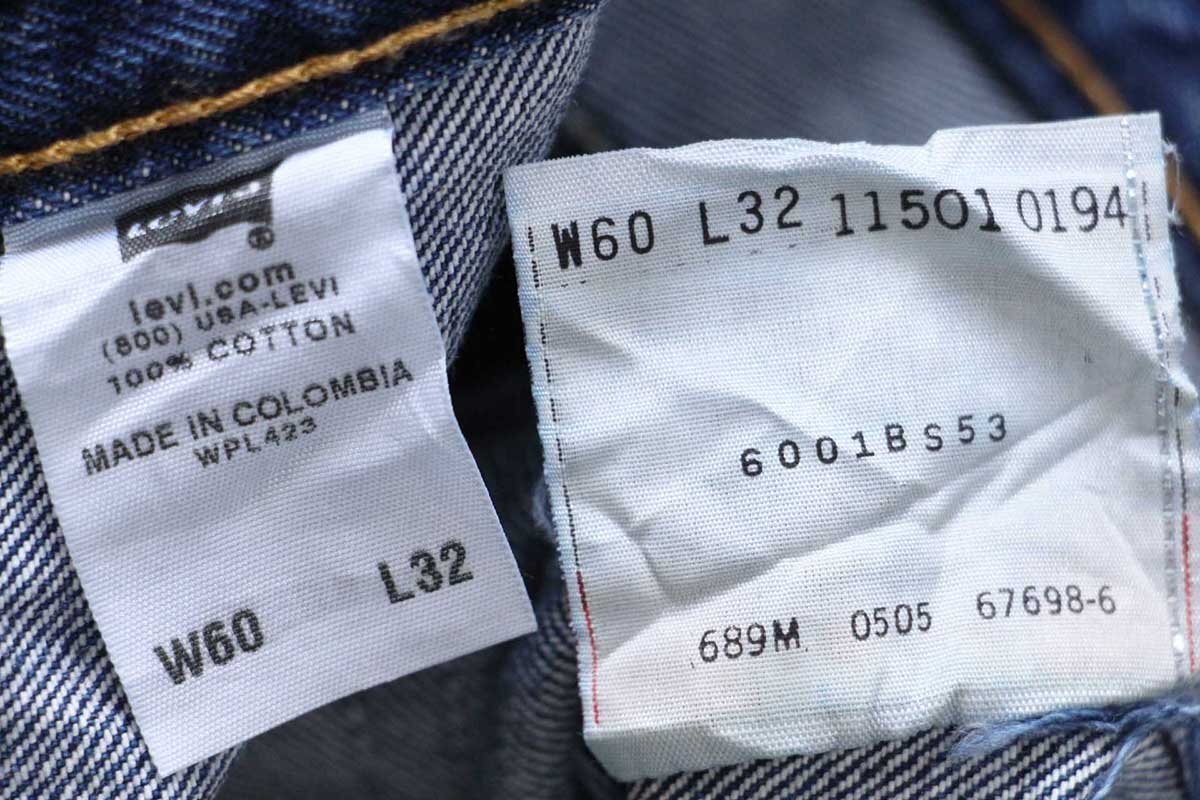 Levi's
®
levi.com
(800) USA-LEVI
100% COTTON
MADE IN COLOMBIA
WPL423
W60 L32
W60 L32 11501 0194
6001BS53
689M 0505 67698-6